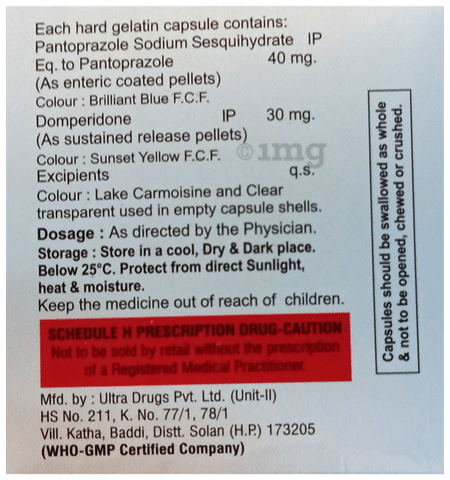 Each hard gelatin capsule contains:
Pantoprazole Sodium Sesquihydrate IP
Eq. to Pantoprazole 40 mg.
(As enteric coated pellets)
Colour : Brilliant Blue F.C.F.
Domperidone IP 30 mg.
(As sustained release pellets)
Colour : Sunset Yellow F.C.F.
©1mg
Excipients q.s.
Colour : Lake Carmoisine and Clear
transparent used in empty capsule shells.
Dosage : As directed by the Physician.
Storage : Store in a cool, Dry & Dark place.
Below 25°C. Protect from direct Sunlight,
heat & moisture.
Keep the medicine out of reach of children.
SCHEDULE H PRESCRIPTION DRUG-CAUTION
Not to be sold by retail without the prescription
of a Registered Medical Practitioner
Mfd. by : Ultra Drugs Pvt. Ltd. (Unit-II)
HS No. 211, K. No. 77/1, 78/1
Vill. Katha, Baddi, Distt. Solan (H.P.) 173205
(WHO-GMP Certified Company)
Capsules should be swallowed as whole
& not to be opened, chewed or crushed.